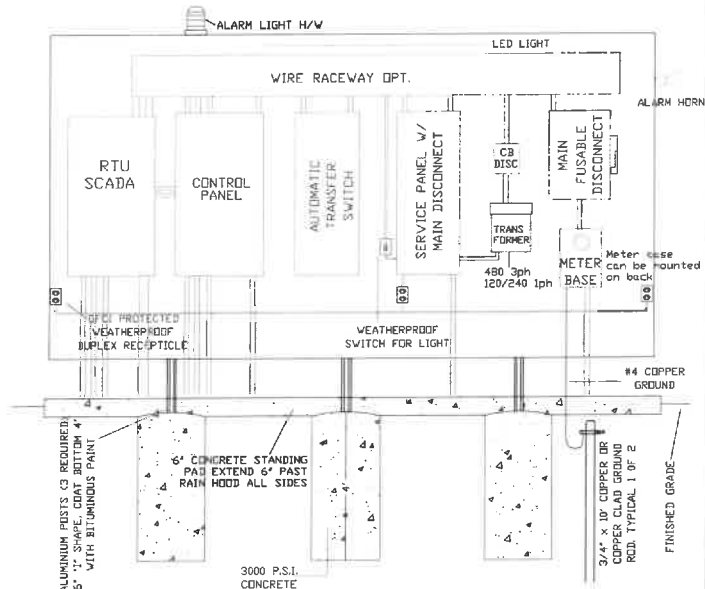 ALARM LIGHT H/W
LED LIGHT
WIRE RACEWAY OPT.
ALARM HORN
RTU
SCADA
CONTROL
PANEL
AUTOMATIC
TRANSFER
SWITCH
SERVICE PANEL W/
MAIN DISCONNECT
CB
DISC
MAIN
FUSABLE
DISCONNECT
TRANS
FORMER
480 3ph
120/240 1ph
METER
BASE
Meter base
can be mounted
on back
GFCI PROTECTED
WEATHERPROOF
DUPLEX RECEPTICLE
WEATHERPROOF
SWITCH FOR LIGHT
#4 COPPER
GROUND
6" CONCRETE STANDING
PAD EXTEND 6" PAST
RAIN HOOD ALL SIDES
ALUMINIUM POSTS (3 REQUIRED)
6" 'I' SHAPE, COAT BOTTOM 4'
WITH BITUMINOUS PAINT
3000 P.S.I.
CONCRETE
3/4" X 10' COPPER OR
COPPER CLAD GROUND
ROD. TYPICAL 1 OF 2
FINISHED GRADE